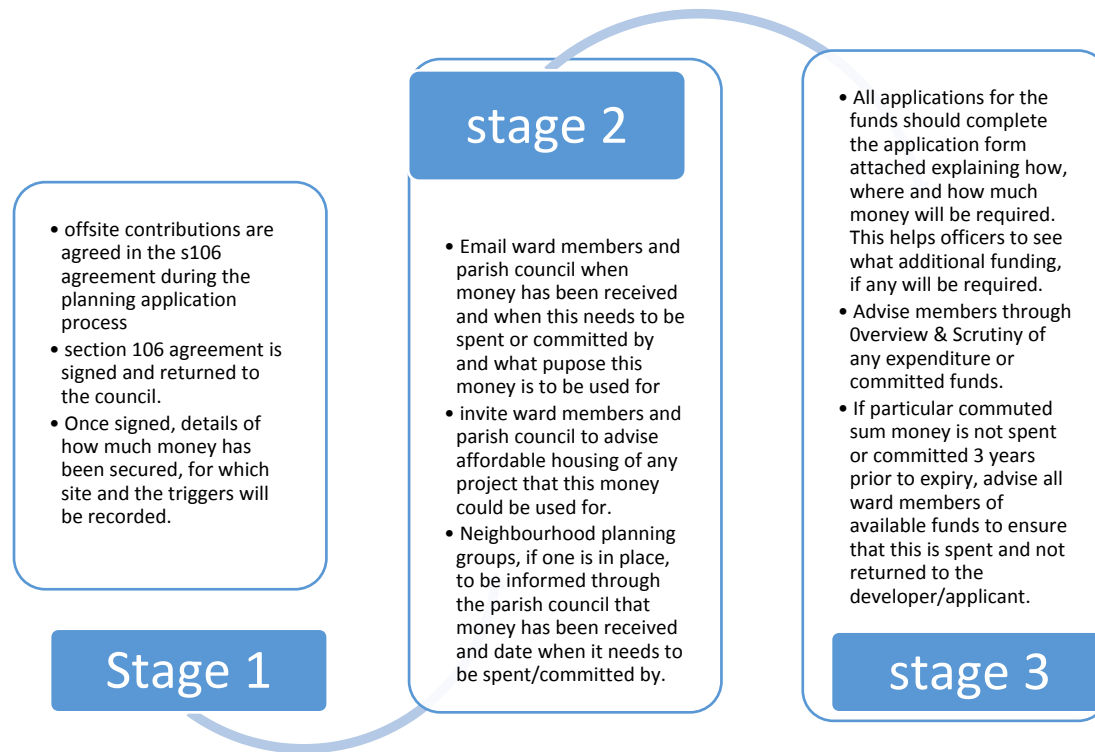 • offsite contributions are
agreed in the s106
agreement during the
planning application
process
• section 106 agreement is
signed and returned to
the council.
• Once signed, details of
how much money has
been secured, for which
site and the triggers will
be recorded.
Stage 1
stage 2
• Email ward members and
parish council when
money has been received
and when this needs to be
spent or committed by
and what pupose this
money is to be used for
• invite ward members and
parish council to advise
affordable housing of any
project that this money
could be used for.
• Neighbourhood planning
groups, if one is in place,
to be informed through
the parish council that
money has been received
and date when it needs to
be spent/committed by.
• All applications for the
funds should complete
the application form
attached explaining how,
where and how much
money will be required.
This helps officers to see
what additional funding,
if any will be required.
• Advise members through
0verview & Scrutiny of
any expenditure or
committed funds.
• If particular commuted
sum money is not spent
or committed 3 years
prior to expiry, advise all
ward members of
available funds to ensure
that this is spent and not
returned to the
developer/applicant.
stage 3